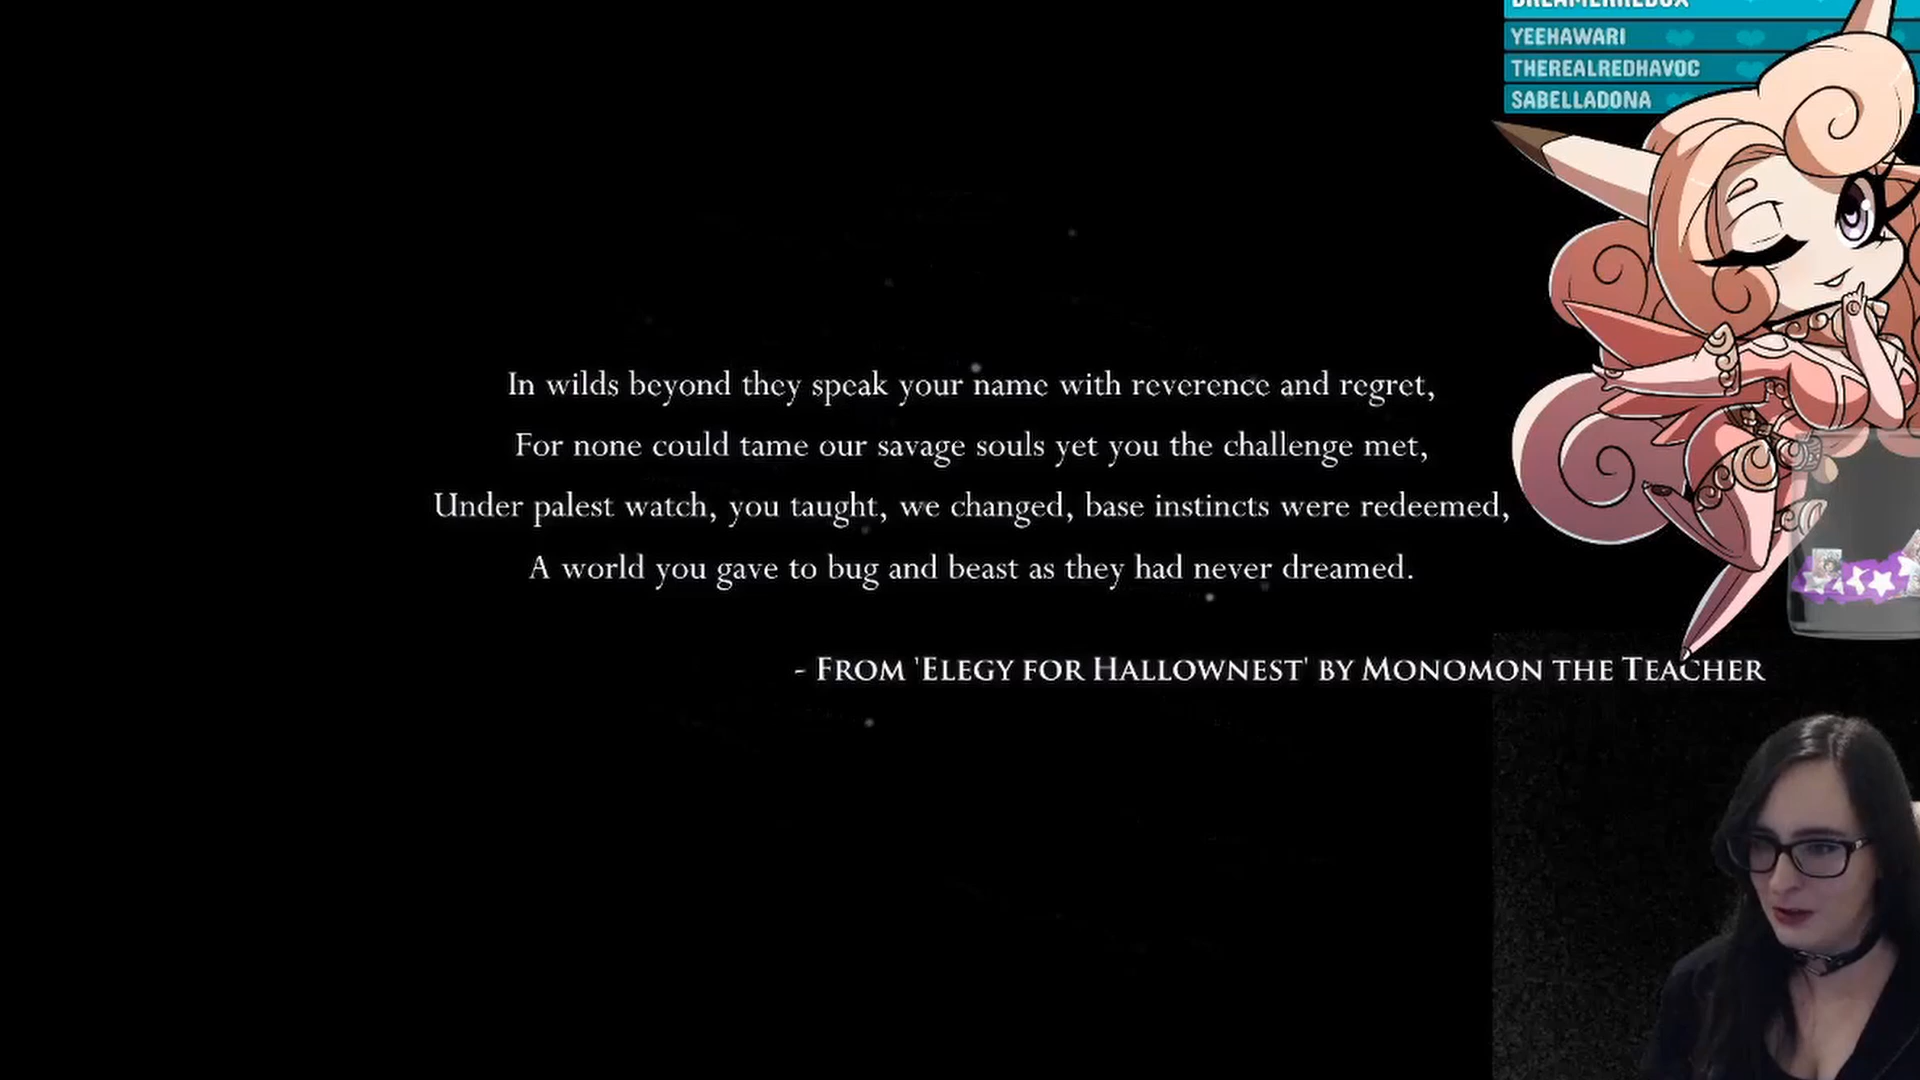 DREAMERREDUX
YEEHAWARI
THEREALREDHAVOC
SABELLADONA
In wilds beyond they speak your name with reverence and regret,
For none could tame our savage souls yet you the challenge met,
Under palest watch, you taught, we changed, base instincts were redeemed,
A world you gave to bug and beast as they had never dreamed.
- From 'Elegy for Hallownest' by Monomon the Teacher